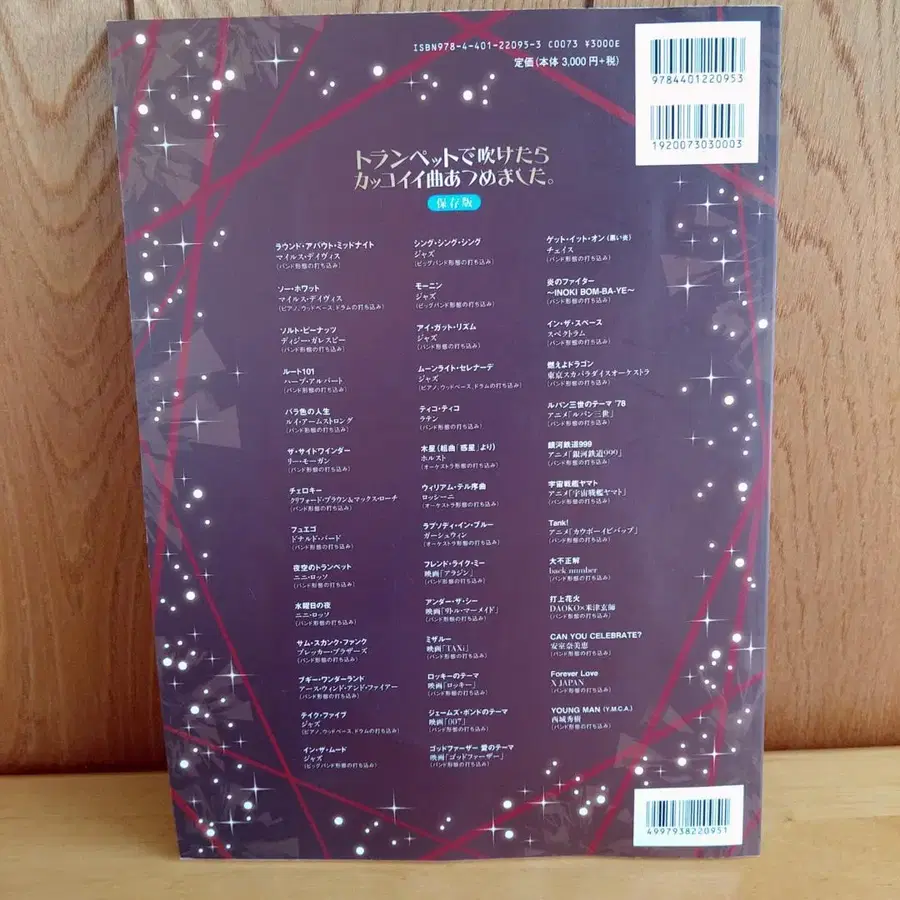 ISBN978-4-401-22095-3 C0073 ¥3000E
定価(本体 3,000円+税)
9784401220953
1920073030003
トランペットで吹けたら
カッコイイ曲あつめました。
保存版
ラウンド・アバウト・ミッドナイト
マイルス・デイヴィス
(バンド形態の打ち込み)
ソー・ホワット
マイルス・デイヴィス
(ピアノ、ウッドベース、ドラムの打ち込み)
ソルト・ピーナッツ
ディジー・ガレスピー
(バンド形態の打ち込み)
ルート101
ハーブ・アルパート
(バンド形態の打ち込み)
バラ色の人生
ルイ・アームストロング
(バンド形態の打ち込み)
ザ・サイドワインダー
リー・モーガン
(バンド形態の打ち込み)
チェロキー
クリフォード・ブラウン&マックス・ローチ
(バンド形態の打ち込み)
フュエゴ
ドナルド・バード
(バンド形態の打ち込み)
夜空のトランペット
ニニ・ロッソ
(バンド形態の打ち込み)
水曜日の夜
ニニ・ロッソ
(バンド形態の打ち込み)
サム・スカンク・ファンク
ブレッカー・ブラザーズ
(バンド形態の打ち込み)
ブギー・ワンダーランド
アース・ウィンド・アンド・ファイアー
(バンド形態の打ち込み)
テイク・ファイブ
ジャズ
(ピアノ、ウッドベース、ドラムの打ち込み)
イン・ザ・ムード
ジャズ
(ビッグバンド形態の打ち込み)
シング・シング・シング
ジャズ
(ビッグバンド形態の打ち込み)
モーニン
ジャズ
(ビッグバンド形態の打ち込み)
アイ・ガット・リズム
ジャズ
(バンド形態の打ち込み)
ムーンライト・セレナーデ
ジャズ
(ピアノ、ウッドベース、ドラムの打ち込み)
ティコ・ティコ
ラテン
(バンド形態の打ち込み)
木星(組曲「惑星」より)
ホルスト
(オーケストラ形態の打ち込み)
ウィリアム・テル序曲
ロッシーニ
(オーケストラ形態の打ち込み)
ラプソディ・イン・ブルー
ガーシュウィン
(オーケストラ形態の打ち込み)
フレンド・ライク・ミー
映画「アラジン」
(バンド形態の打ち込み)
アンダー・ザ・シー
映画「リトル・マーメイド」
(バンド形態の打ち込み)
ミザルー
映画「TAXi」
(バンド形態の打ち込み)
ロッキーのテーマ
映画「ロッキー」
(バンド形態の打ち込み)
ジェームズ・ボンドのテーマ
映画「007」
(バンド形態の打ち込み)
ゴッドファーザー 愛のテーマ
映画「ゴッドファーザー」
(バンド形態の打ち込み)
ゲット・イット・オン(黒い炎)
チェイス
(バンド形態の打ち込み)
炎のファイター
〜INOKI BOM-BA-YE〜
(バンド形態の打ち込み)
イン・ザ・スペース
スペクトラム
(バンド形態の打ち込み)
燃えよドラゴン
東京スカパラダイスオーケストラ
(バンド形態の打ち込み)
ルパン三世のテーマ '78
アニメ「ルパン三世」
(バンド形態の打ち込み)
銀河鉄道999
アニメ「銀河鉄道999」
(バンド形態の打ち込み)
宇宙戦艦ヤマト
アニメ「宇宙戦艦ヤマト」
(バンド形態の打ち込み)
Tank!
アニメ「カウボーイビバップ」
(バンド形態の打ち込み)
大不正解
back number
(バンド形態の打ち込み)
打上花火
DAOKO×米津玄師
(バンド形態の打ち込み)
CAN YOU CELEBRATE?
安室奈美恵
(バンド形態の打ち込み)
Forever Love
X JAPAN
(バンド形態の打ち込み)
YOUNG MAN (Y.M.C.A.)
西城秀樹
(バンド形態の打ち込み)
4997938220951